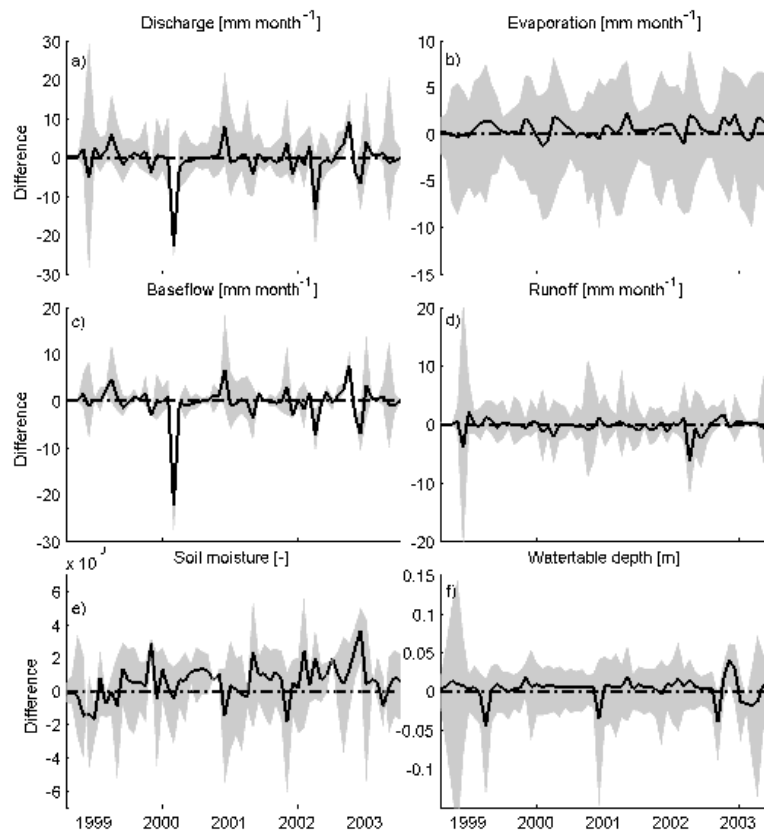 Discharge [mm month⁻¹]
Evaporation [mm month⁻¹]
a)
b)
30
20
10
0
-10
-20
-30
Difference
10
5
0
5
-10
-15
Baseflow [mm month⁻¹]
Runoff [mm month⁻¹]
c)
d)
20
10
0
-10
-20
-30
Difference
20
10
0
-10
-20
Soil moisture [-]
Watertable depth [m]
e)
f)
6
4
2
0
-2
-4
-6
Difference
0.15
0.1
0.05
0
-0.05
-0.1
1999 2000 2001 2002 2003
1999 2000 2001 2002 2003